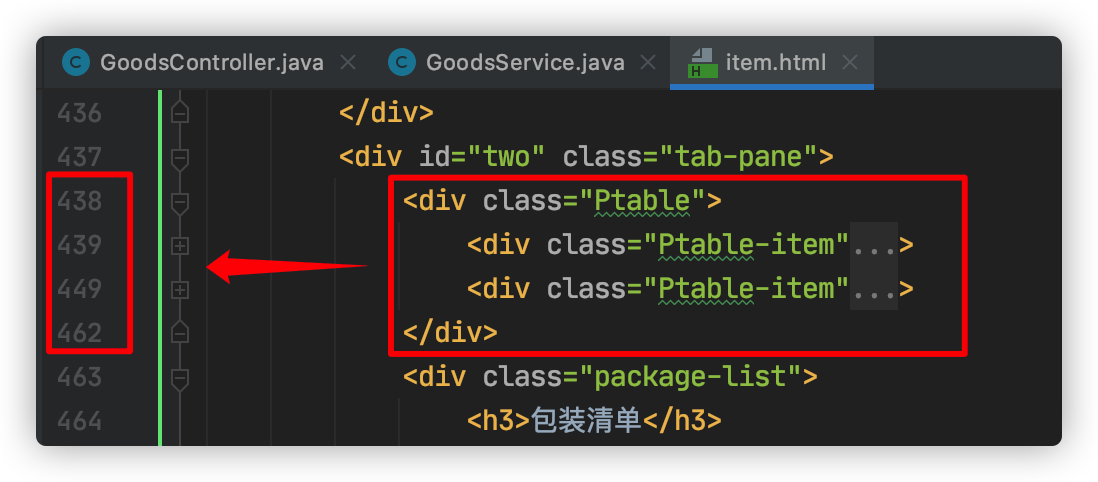 GoodsController.java GoodsService.java item.html
436 </div>
437 <div id="two" class="tab-pane">
438 <div class="Ptable">
439 <div class="Ptable-item"...>
449 <div class="Ptable-item"...>
462 </div>
463 <div class="package-list">
464 <h3>包装清单</h3>